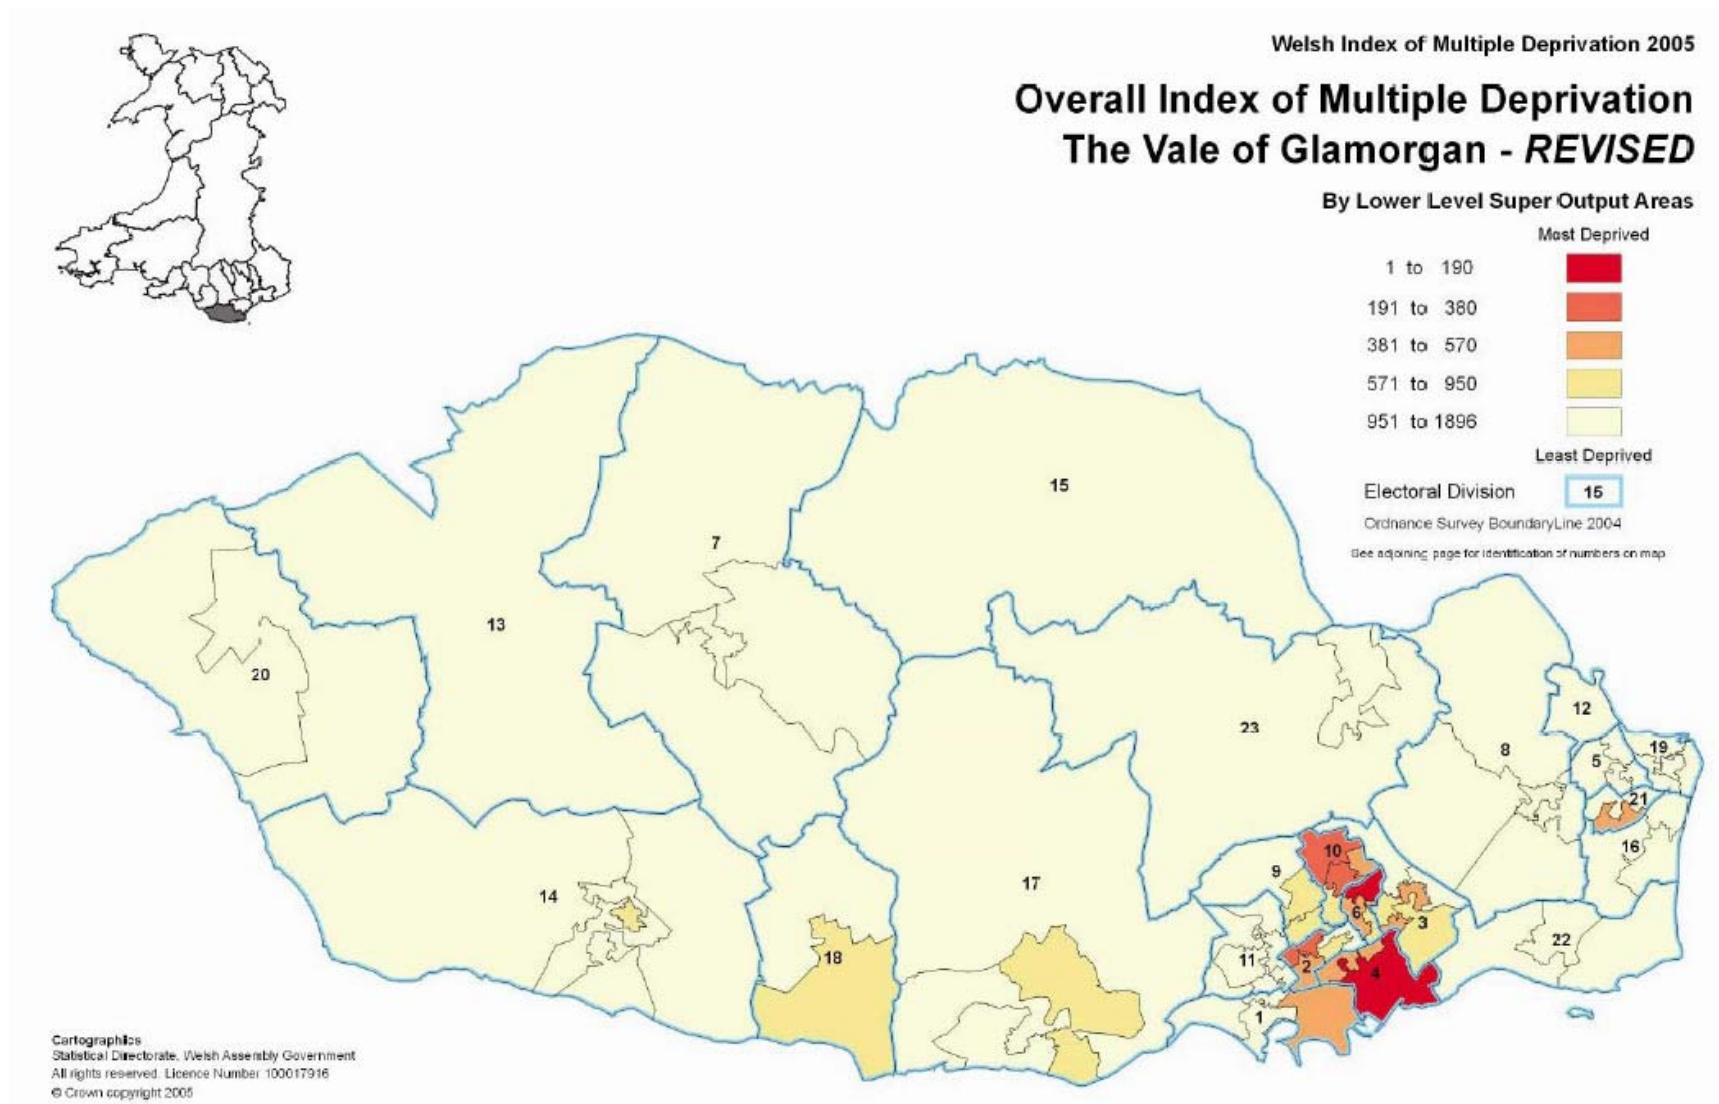 Welsh Index of Multiple Deprivation 2005
Overall Index of Multiple Deprivation
The Vale of Glamorgan - REVISED
By Lower Level Super Output Areas
Most Deprived
1 to 190
191 to 380
381 to 570
571 to 950
951 to 1896
Least Deprived
Electoral Division 15
Ordnance Survey BoundaryLine 2004
See adjoining page for identification of numbers on map
15
7
13
20
12
23
8
5
19
21
16
10
9
14
17
6
3
18
11
2
4
22
1
Cartographics
Statistical Directorate, Welsh Assembly Government
All rights reserved. Licence Number 100017916
© Crown copyright 2005